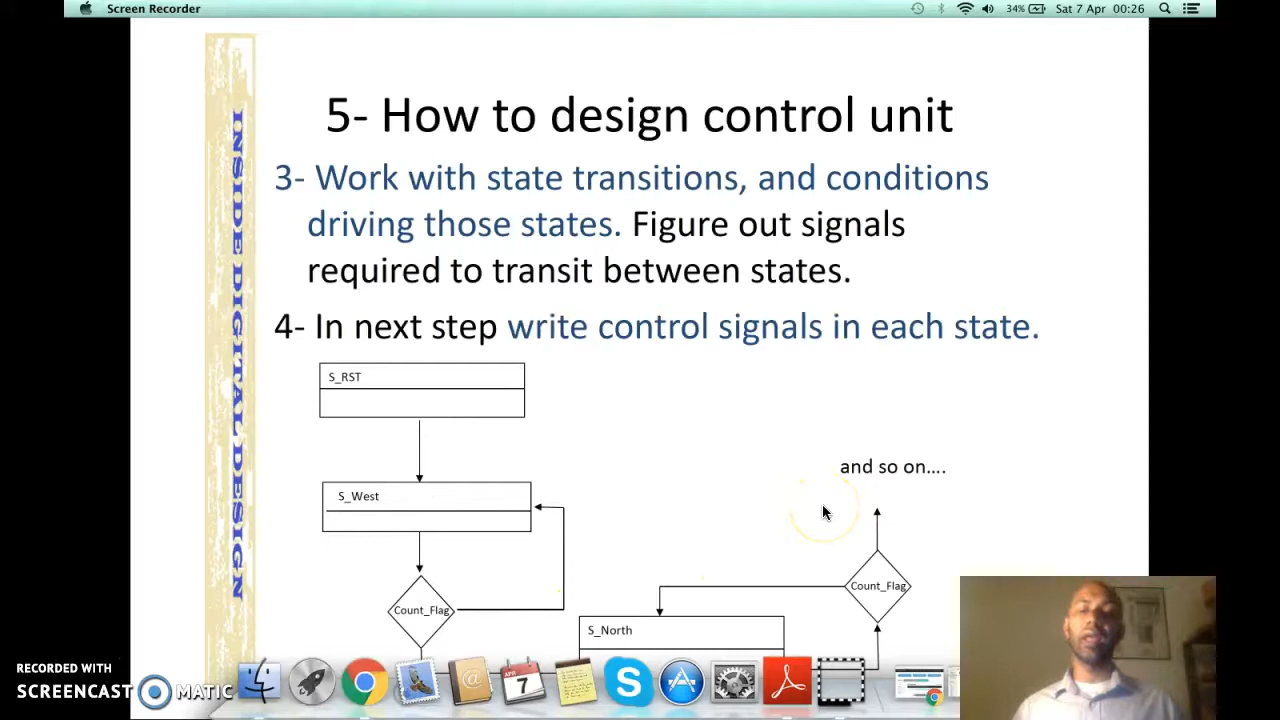 Screen Recorder
34%
Sat 7 Apr 00:26
INSIDE DIGITAL DESIGN
5- How to design control unit
3- Work with state transitions, and conditions
driving those states. Figure out signals
required to transit between states.
4- In next step write control signals in each state.
S_RST
S_West
Count_Flag
and so on....
Count_Flag
S_North
RECORDED WITH
SCREENCAST MATIC
APR
7